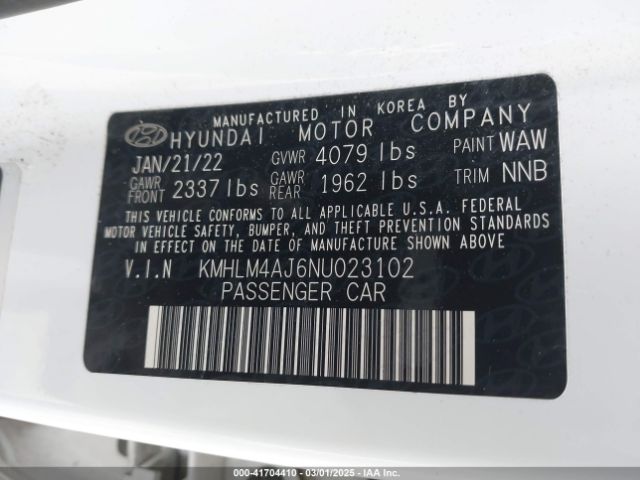 MANUFACTURED IN KOREA BY
HYUNDAI MOTOR COMPANY
JAN/21/22 GVWR 4079 lbs PAINT WAW
GAWR FRONT 2337 lbs GAWR REAR 1962 lbs TRIM NNB
THIS VEHICLE CONFORMS TO ALL APPLICABLE U.S.A. FEDERAL
MOTOR VEHICLE SAFETY, BUMPER, AND THEFT PREVENTION STANDARDS
IN EFFECT ON THE DATE OF MANUFACTURE SHOWN ABOVE
V.I.N KMHLM4AJ6NU023102
PASSENGER CAR
000-41704410 - 03/01/2025 - IAAI.COM